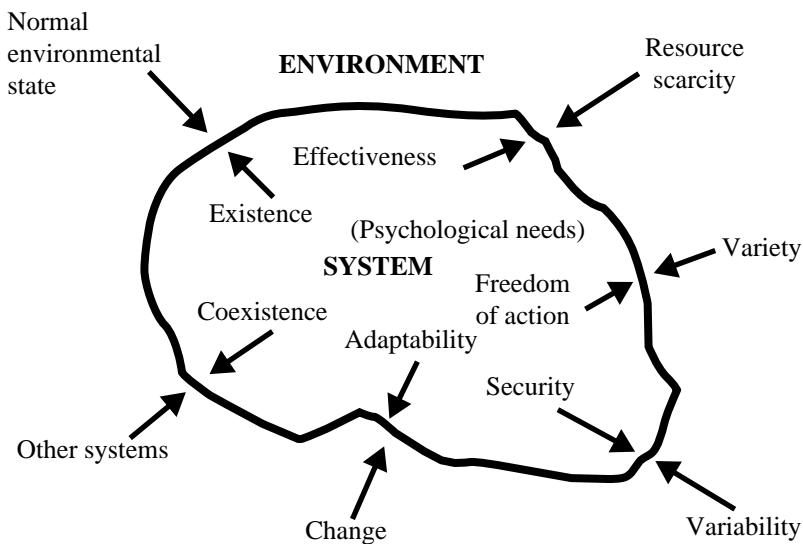 Normal
environmental
state
ENVIRONMENT
Resource
scarcity
Effectiveness
Existence
(Psychological needs)
Variety
SYSTEM
Freedom
of action
Coexistence
Adaptability
Security
Other systems
Change
Variability